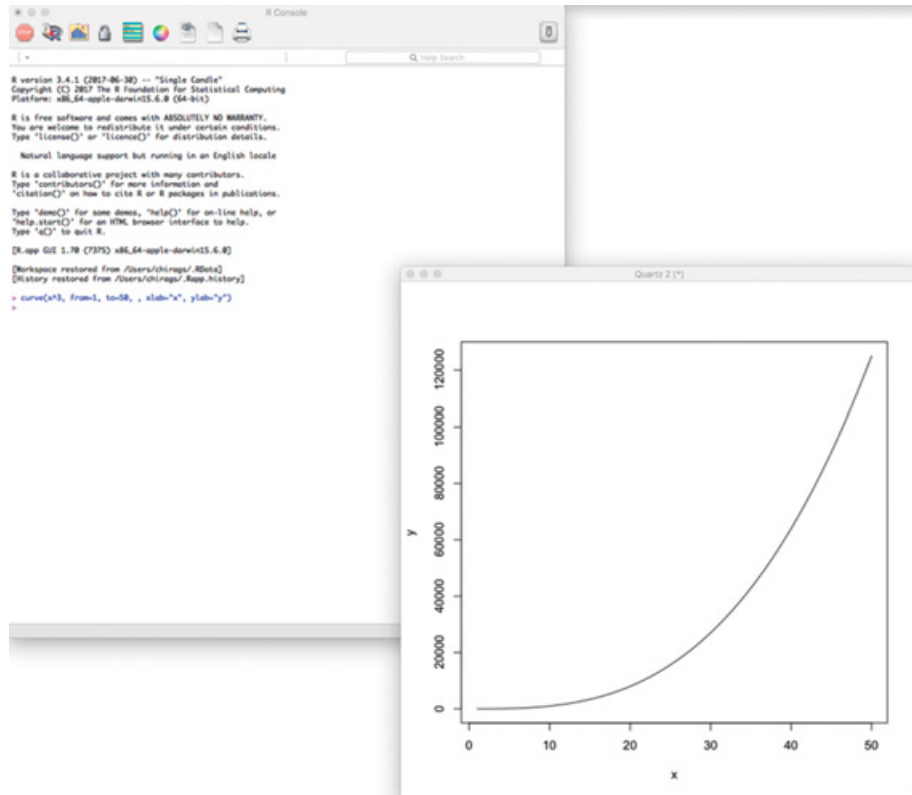 R Console
Help Search
R version 3.4.1 (2017-06-30) -- "Single Candle"
Copyright (C) 2017 The R Foundation for Statistical Computing
Platform: x86_64-apple-darwin15.6.0 (64-bit)
R is free software and comes with ABSOLUTELY NO WARRANTY.
You are welcome to redistribute it under certain conditions.
Type 'license()' or 'licence()' for distribution details.
Natural language support but running in an English locale
R is a collaborative project with many contributors.
Type 'contributors()' for more information and
'citation()' on how to cite R or R packages in publications.
Type 'demo()' for some demos, 'help()' for on-line help, or
'help.start()' for an HTML browser interface to help.
Type 'q()' to quit R.
[R.app GUI 1.70 (7375) x86_64-apple-darwin15.6.0]
[Workspace restored from /Users/chirags/.RData]
[History restored from /Users/chirags/.Rapp.history]
> curve(x^3, from=1, to=50, , xlab="x", ylab="y")
>
Quartz 2 [*]
120000
100000
80000
60000
40000
20000
0
y
0 10 20 30 40 50
x